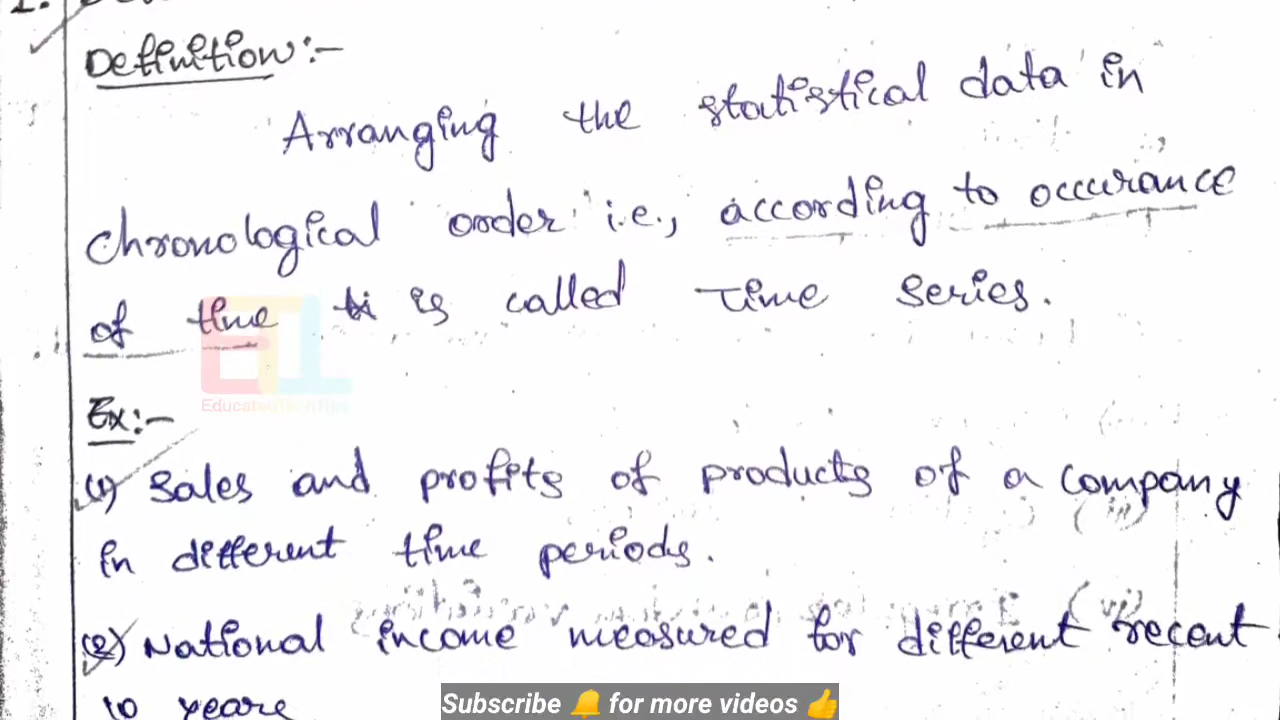 Definition:-
Arranging the statistical data in
chronological order i.e., according to occurance
of time is called Time series.
EducatedTech
Ex:-
(1) Sales and profits of products of a company
in different time periods.
(2) National income measured for different recent
10 years
Subscribe 🔔 for more videos 👍